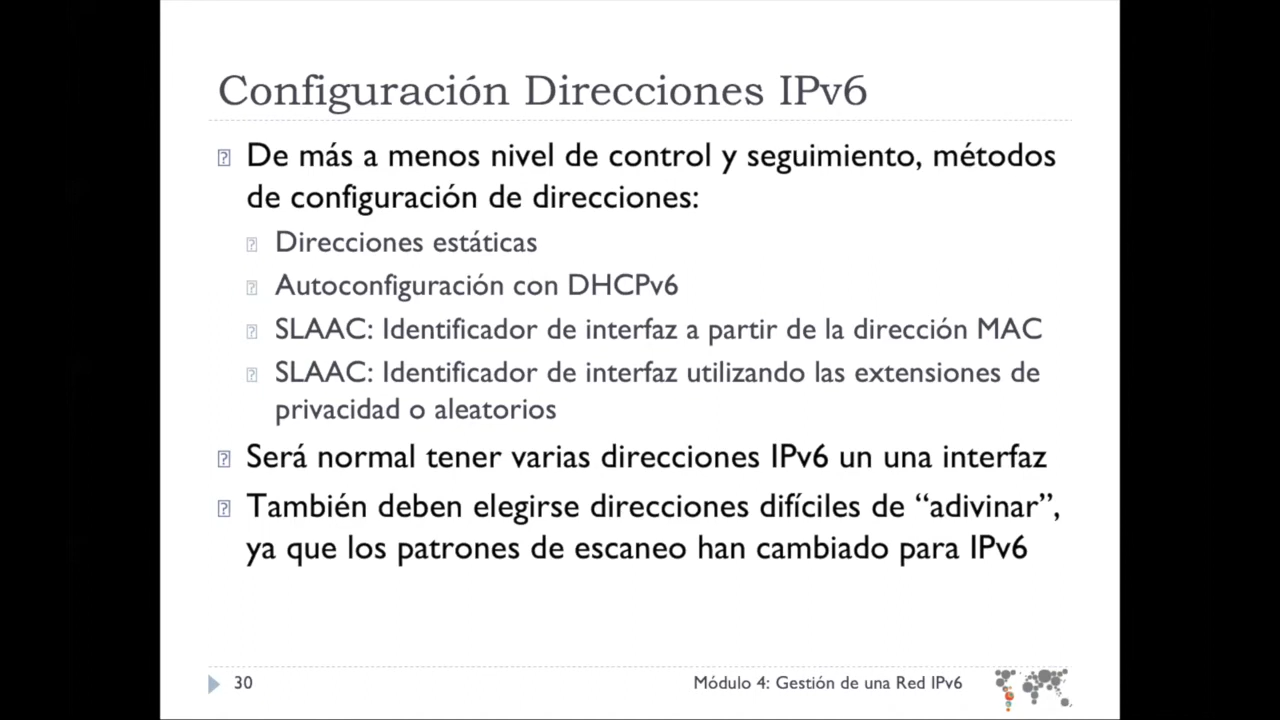 Configuración Direcciones IPv6
De más a menos nivel de control y seguimiento, métodos
de configuración de direcciones:
Direcciones estáticas
Autoconfiguración con DHCPv6
SLAAC: Identificador de interfaz a partir de la dirección MAC
SLAAC: Identificador de interfaz utilizando las extensiones de
privacidad o aleatorios
Será normal tener varias direcciones IPv6 un una interfaz
También deben elegirse direcciones difíciles de “adivinar”,
ya que los patrones de escaneo han cambiado para IPv6
30
Módulo 4: Gestión de una Red IPv6